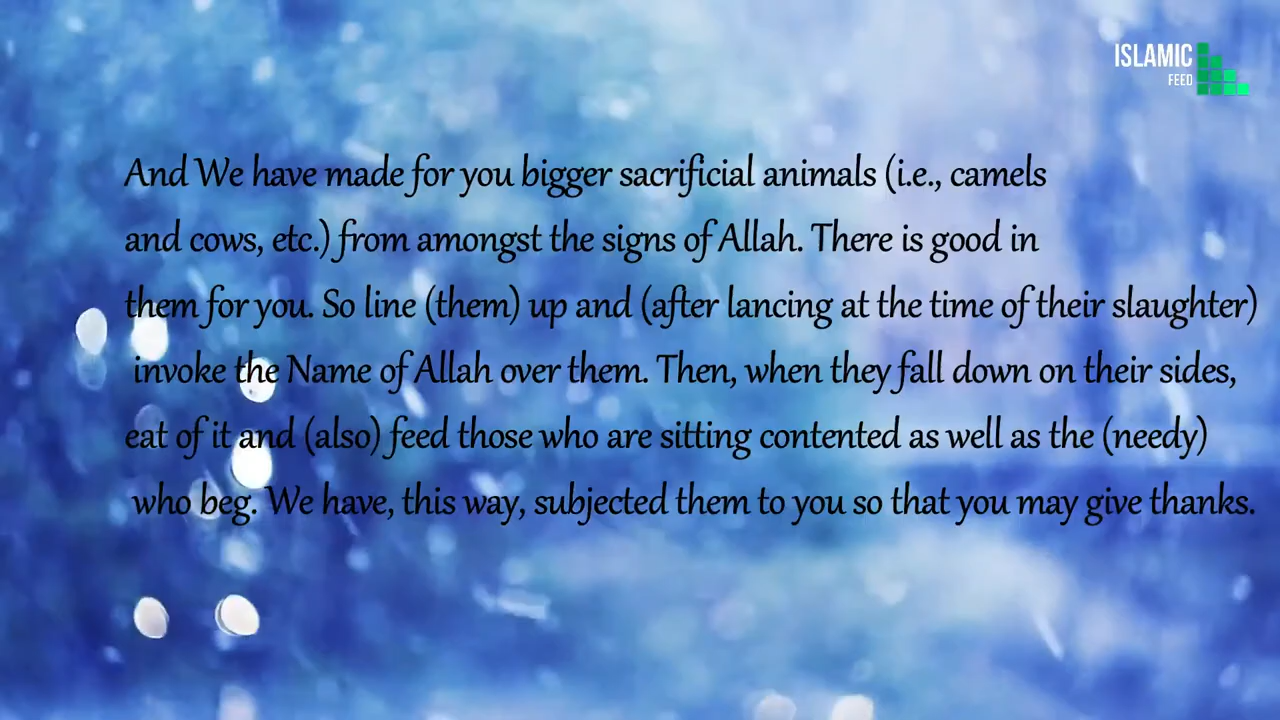 ISLAMIC
FEED
And We have made for you bigger sacrificial animals (i.e., camels
and cows, etc.) from amongst the signs of Allah. There is good in
them for you. So line (them) up and (after lancing at the time of their slaughter)
invoke the Name of Allah over them. Then, when they fall down on their sides,
eat of it and (also) feed those who are sitting contented as well as the (needy)
who beg. We have, this way, subjected them to you so that you may give thanks.